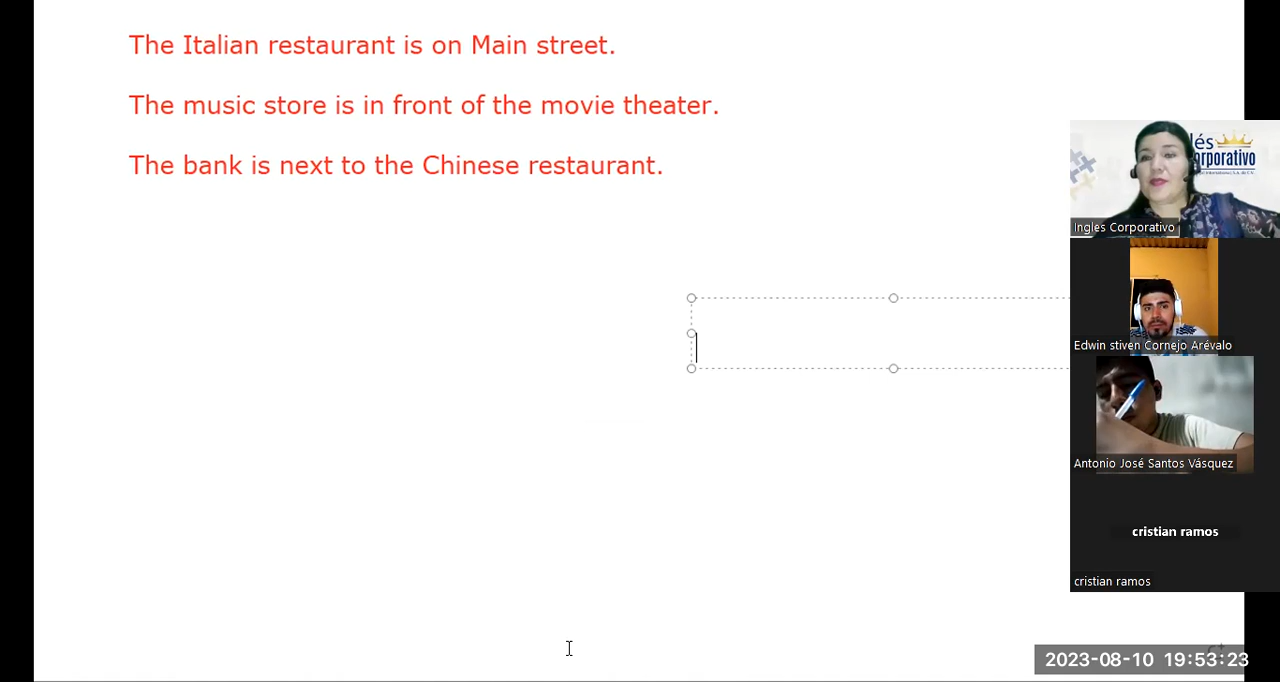 The Italian restaurant is on Main street.
The music store is in front of the movie theater.
The bank is next to the Chinese restaurant.
lés
orporativo
Ingles Corporativo
Edwin stiven Cornejo Arévalo
Antonio José Santos Vásquez
cristian ramos
cristian ramos
2023-08-10 19:53:23